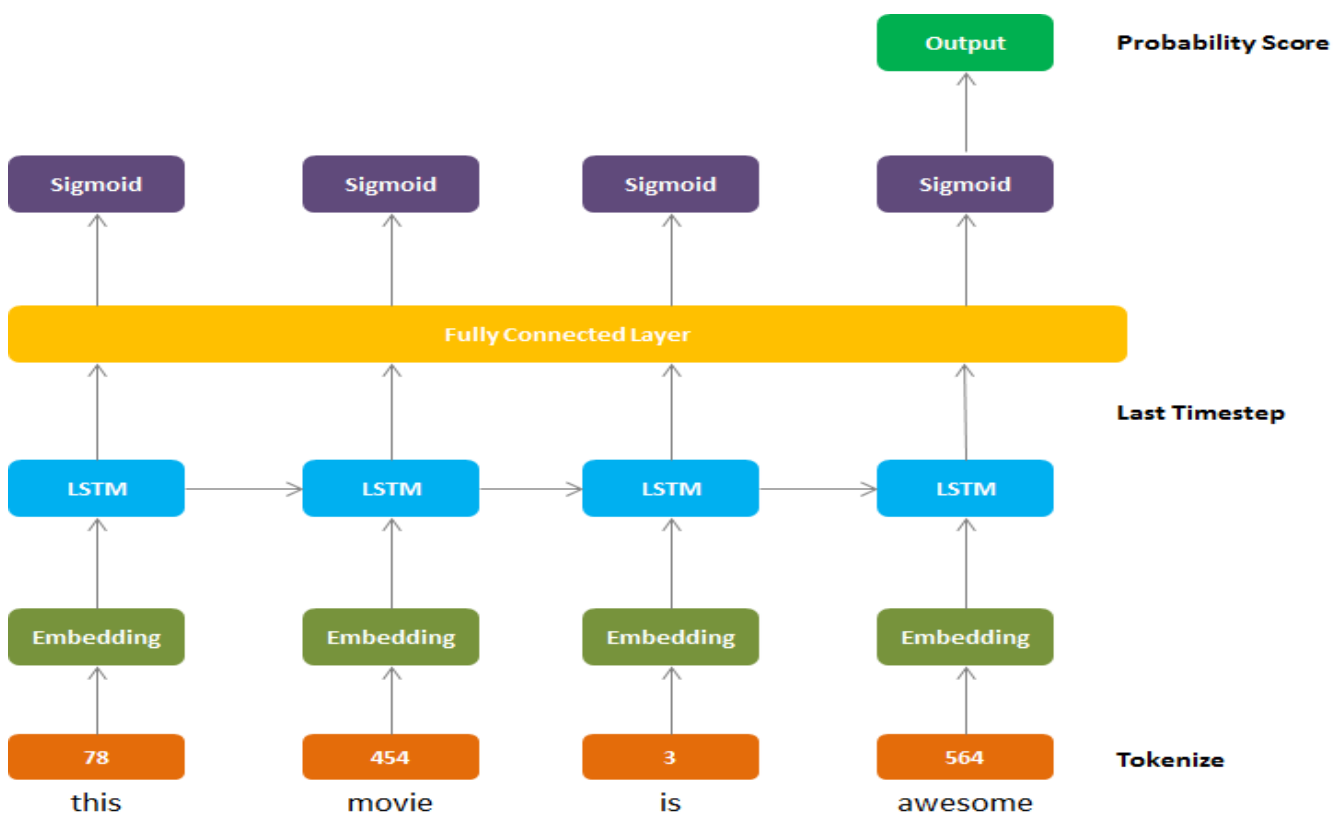 Output Probability Score
Sigmoid Sigmoid Sigmoid Sigmoid
Fully Connected Layer
Last Timestep
LSTM LSTM LSTM LSTM
Embedding Embedding Embedding Embedding
78 454 3 564 Tokenize
this movie is awesome